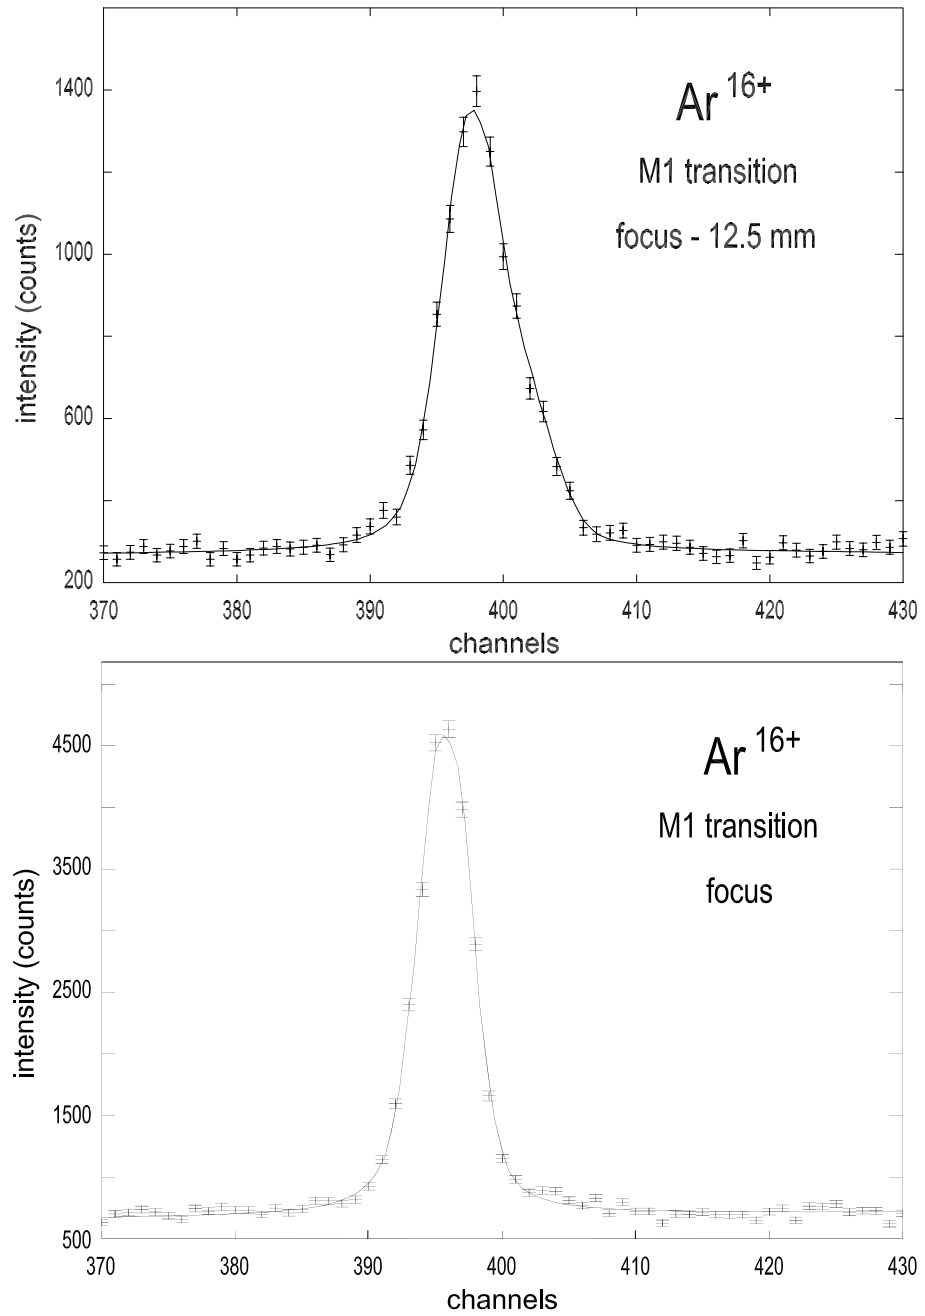 1400
1000
600
200
intensity (counts)
Ar 16+
M1 transition
focus - 12.5 mm
370 380 390 400 410 420 430
channels
4500
3500
2500
1500
500
intensity (counts)
Ar 16+
M1 transition
focus
370 380 390 400 410 420 430
channels